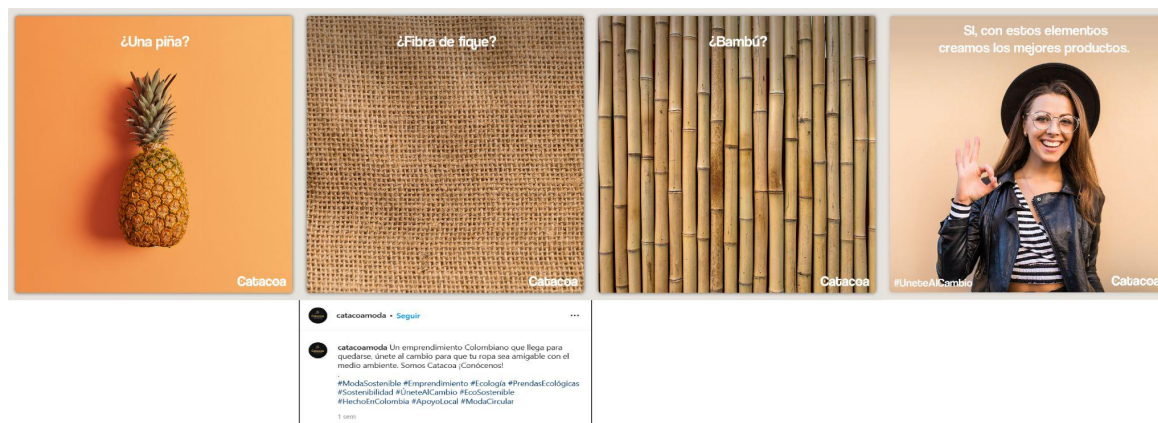 ¿Una piña?
Catacoa
¿Fibra de fique?
Catacoa
¿Bambú?
Catacoa
SI, con estos elementos
creamos los mejores productos.
#UneteAlCambio
Catacoa
catacoamoda • Seguir
catacoamoda Un emprendimiento Colombiano que llega para
quedarse, únete al cambio para que tu ropa sea amigable con el
medio ambiente. Somos Catacoa ¡Conócenos!
.
#ModaSostenible #Emprendimiento #Ecología #PrendasEcológicas
#Sostenibilidad #ÚneteAlCambio #EcoSostenible
#HechoEnColombia #ApoyoLocal #ModaCircular
1 sem